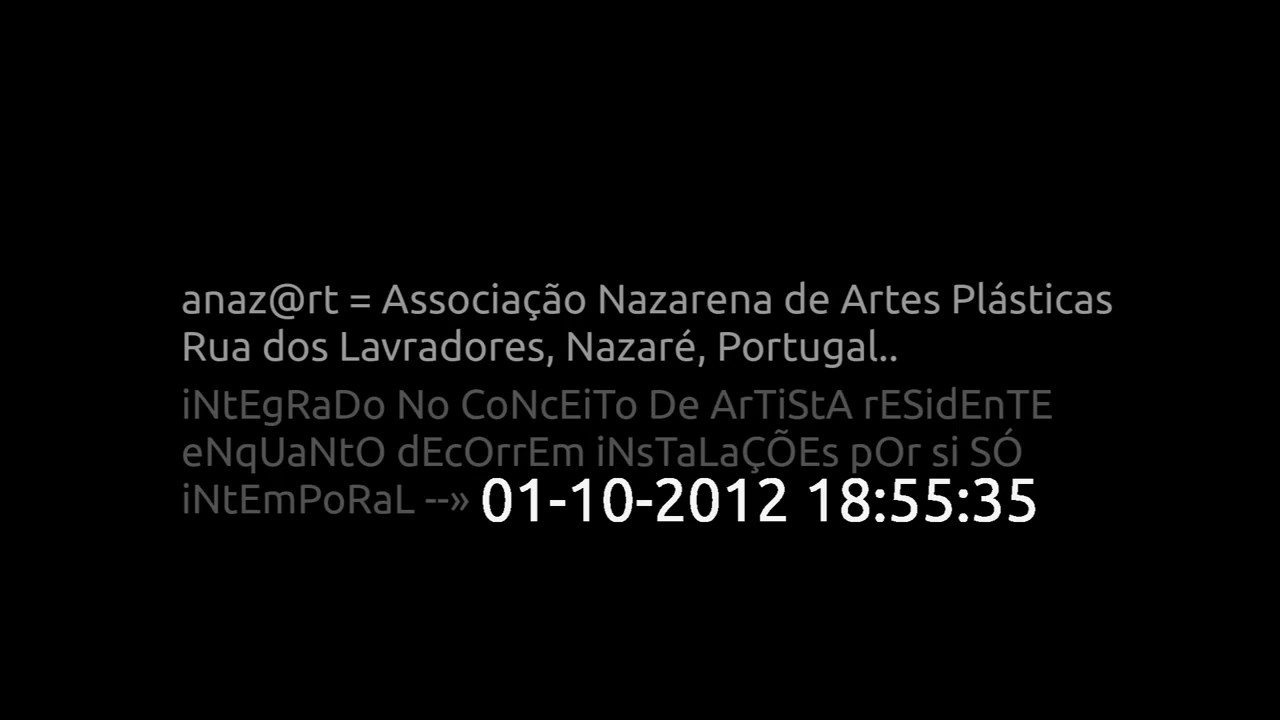 anaz@rt = Associação Nazarena de Artes Plásticas
Rua dos Lavradores, Nazaré, Portugal..
iNtEgRaDo No CoNcEiTo De ArTiStA rESidEnTE
eNqUaNtO dEcOrrEm iNsTaLaÇÕEs pOr si SÓ
iNtEmPoRaL --» 01-10-2012 18:55:35